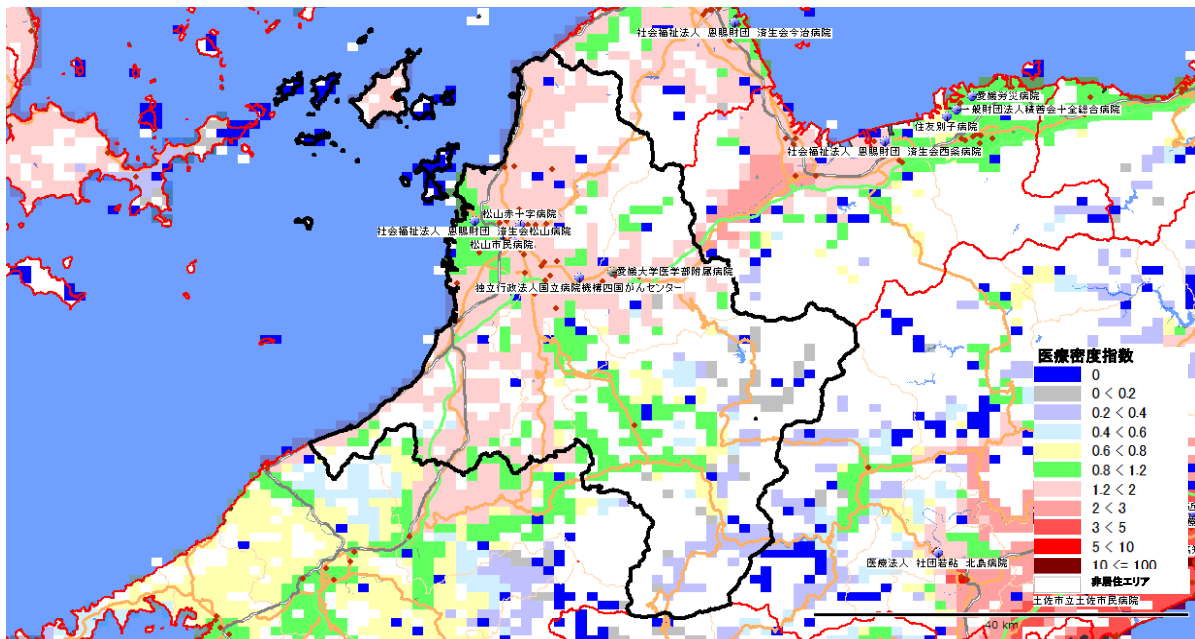 社会福祉法人 恩賜財団 済生会今治病院
愛媛労災病院
一般財団法人積善会十全総合病院
住友別子病院
社会福祉法人 恩賜財団 済生会西条病院
松山赤十字病院
社会福祉法人 恩賜財団 済生会松山病院
松山市民病院
愛媛大学医学部附属病院
独立行政法人国立病院機構四国がんセンター
医療密度指数
0
0 < 0.2
0.2 < 0.4
0.4 < 0.6
0.6 < 0.8
0.8 < 1.2
1.2 < 2
2 < 3
3 < 5
5 < 10
10 <= 100
非居住エリア
医療法人 社団若鮎 北島病院
土佐市立土佐市民病院
40 km